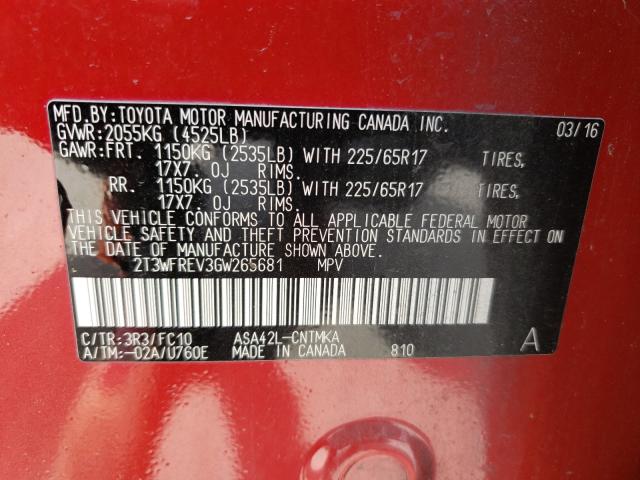 MFD.BY:TOYOTA MOTOR MANUFACTURING CANADA INC. 03/16
GVWR:2055KG (4525LB)
GAWR:FRT. 1150KG (2535LB) WITH 225/65R17 TIRES,
17X7.0J RIMS.
RR. 1150KG (2535LB) WITH 225/65R17 TIRES,
17X7.0J RIMS.
THIS VEHICLE CONFORMS TO ALL APPLICABLE FEDERAL MOTOR
VEHICLE SAFETY AND THEFT PREVENTION STANDARDS IN EFFECT ON
THE DATE OF MANUFACTURE SHOWN ABOVE.
2T3WFREV3GW265681 MPV
C/TR:3R3/FC10 ASA42L-CNTMKA A
A/TM:-02A/U760E MADE IN CANADA 810